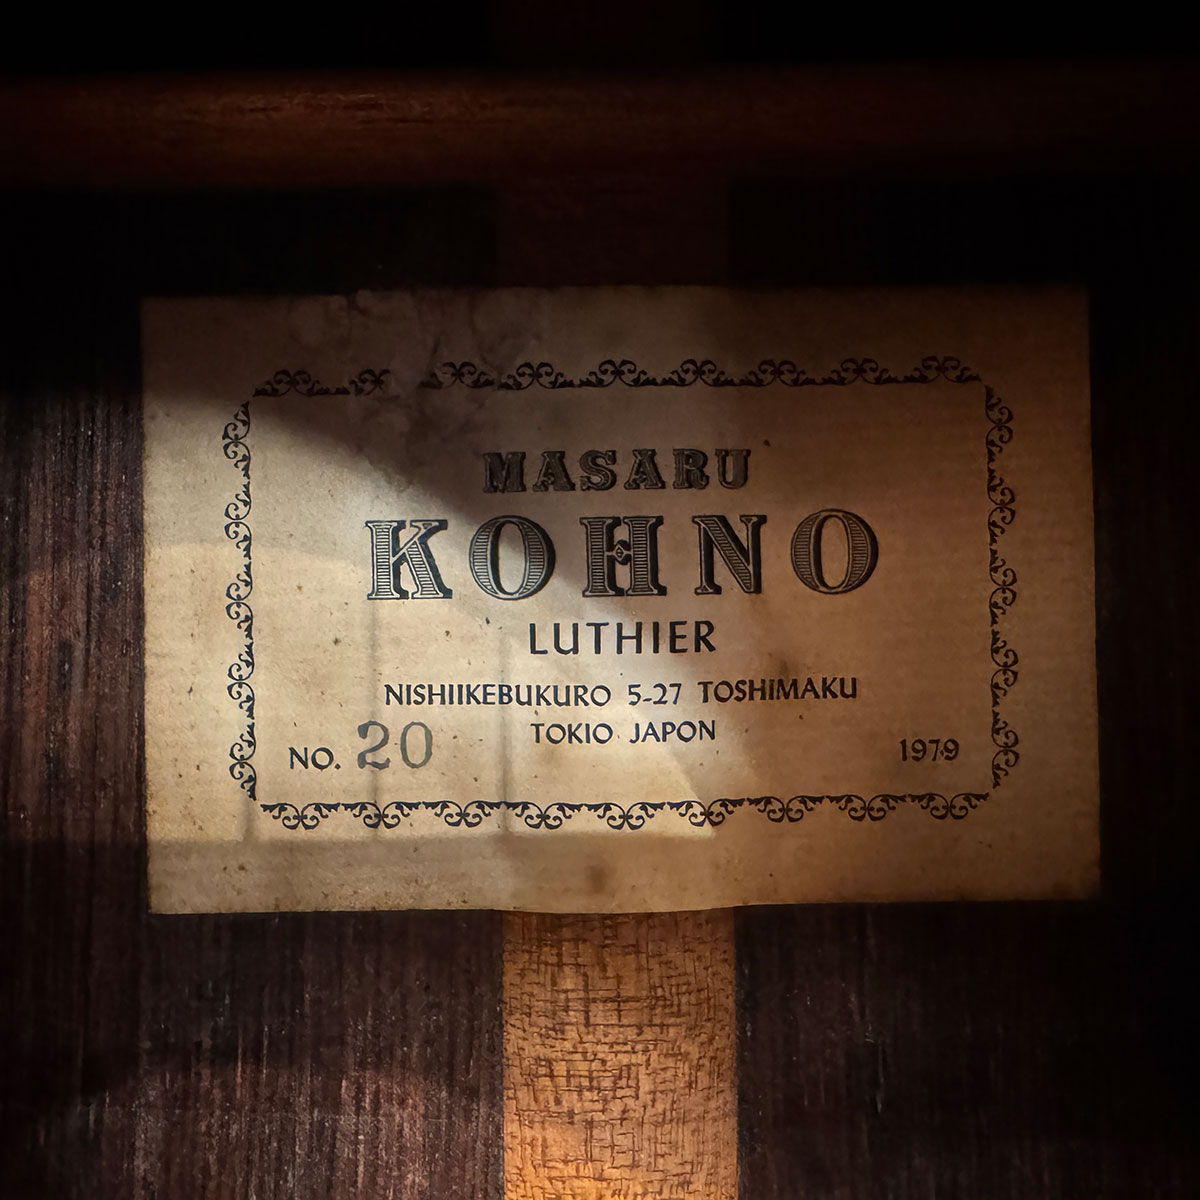 MASARU
KOHNO
LUTHIER
NISHIIKEBUKURO 5-27 TOSHIMAKU
TOKIO JAPON
NO. 20 1979